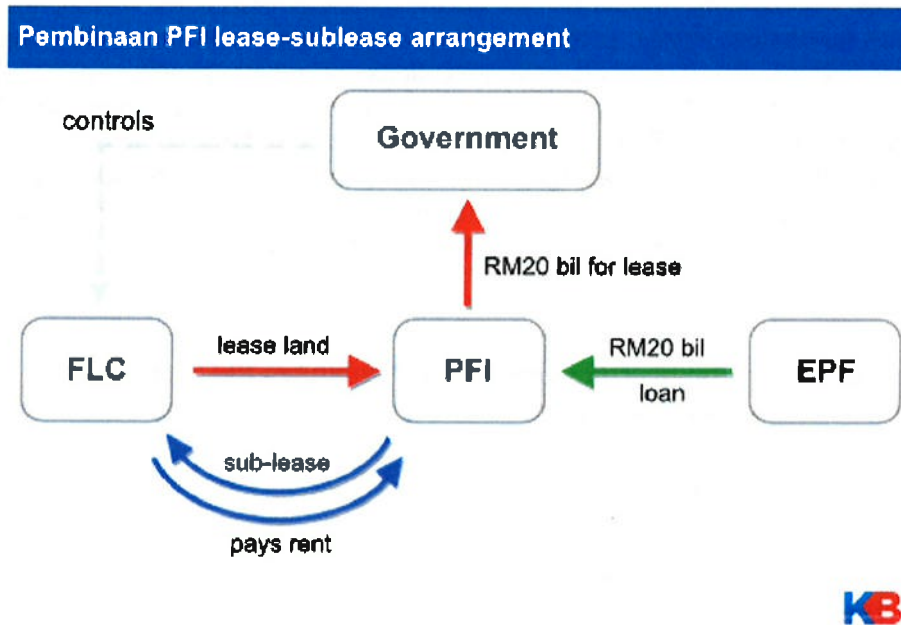 Pembinaan PFI lease-sublease arrangement
controls
Government
RM20 bil for lease
FLC
lease land
PFI
RM20 bil
loan
EPF
sub-lease
pays rent
KB